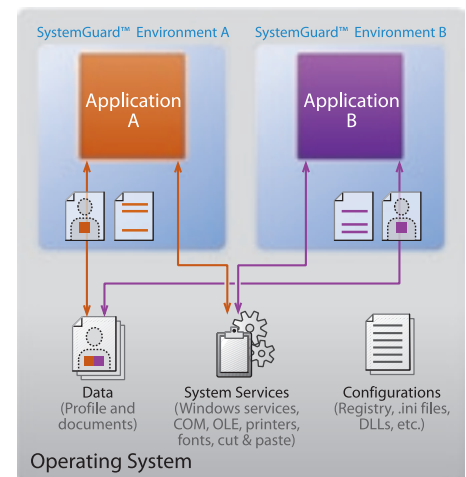 SystemGuard™ Environment A
SystemGuard™ Environment B
Application
A
Application
B
Data
(Profile and
documents)
System Services
(Windows services,
COM, OLE, printers,
fonts, cut & paste)
Configurations
(Registry, .ini files,
DLLs, etc.)
Operating System